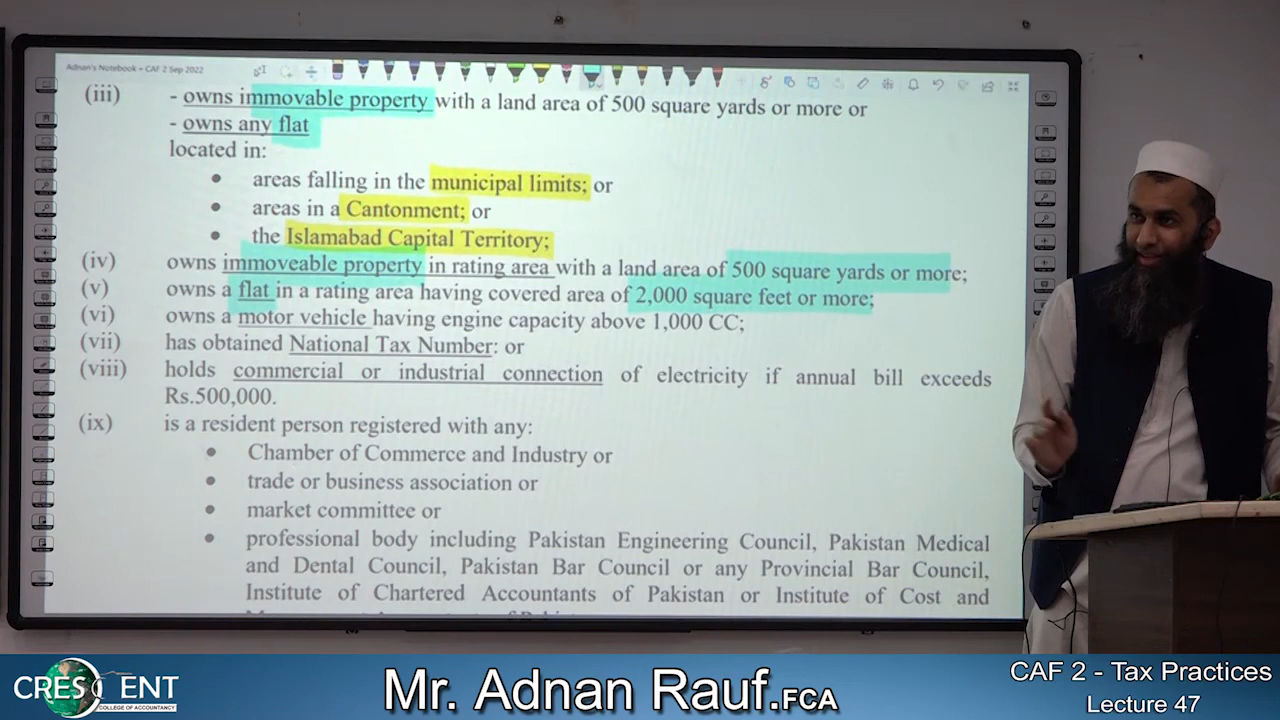 Adnan's Notebook - CAF 2 Sep 2022
(iii) - owns immovable property with a land area of 500 square yards or more or
- owns any flat
located in:
• areas falling in the municipal limits; or
• areas in a Cantonment; or
• the Islamabad Capital Territory;
(iv) owns immoveable property in rating area with a land area of 500 square yards or more;
(v) owns a flat in a rating area having covered area of 2,000 square feet or more;
(vi) owns a motor vehicle having engine capacity above 1,000 CC;
(vii) has obtained National Tax Number: or
(viii) holds commercial or industrial connection of electricity if annual bill exceeds
Rs.500,000.
(ix) is a resident person registered with any:
• Chamber of Commerce and Industry or
• trade or business association or
• market committee or
• professional body including Pakistan Engineering Council, Pakistan Medical
and Dental Council, Pakistan Bar Council or any Provincial Bar Council,
Institute of Chartered Accountants of Pakistan or Institute of Cost and
CRESCENT
COLLEGE OF ACCOUNTANCY
Mr. Adnan Rauf.FCA
CAF 2 - Tax Practices
Lecture 47